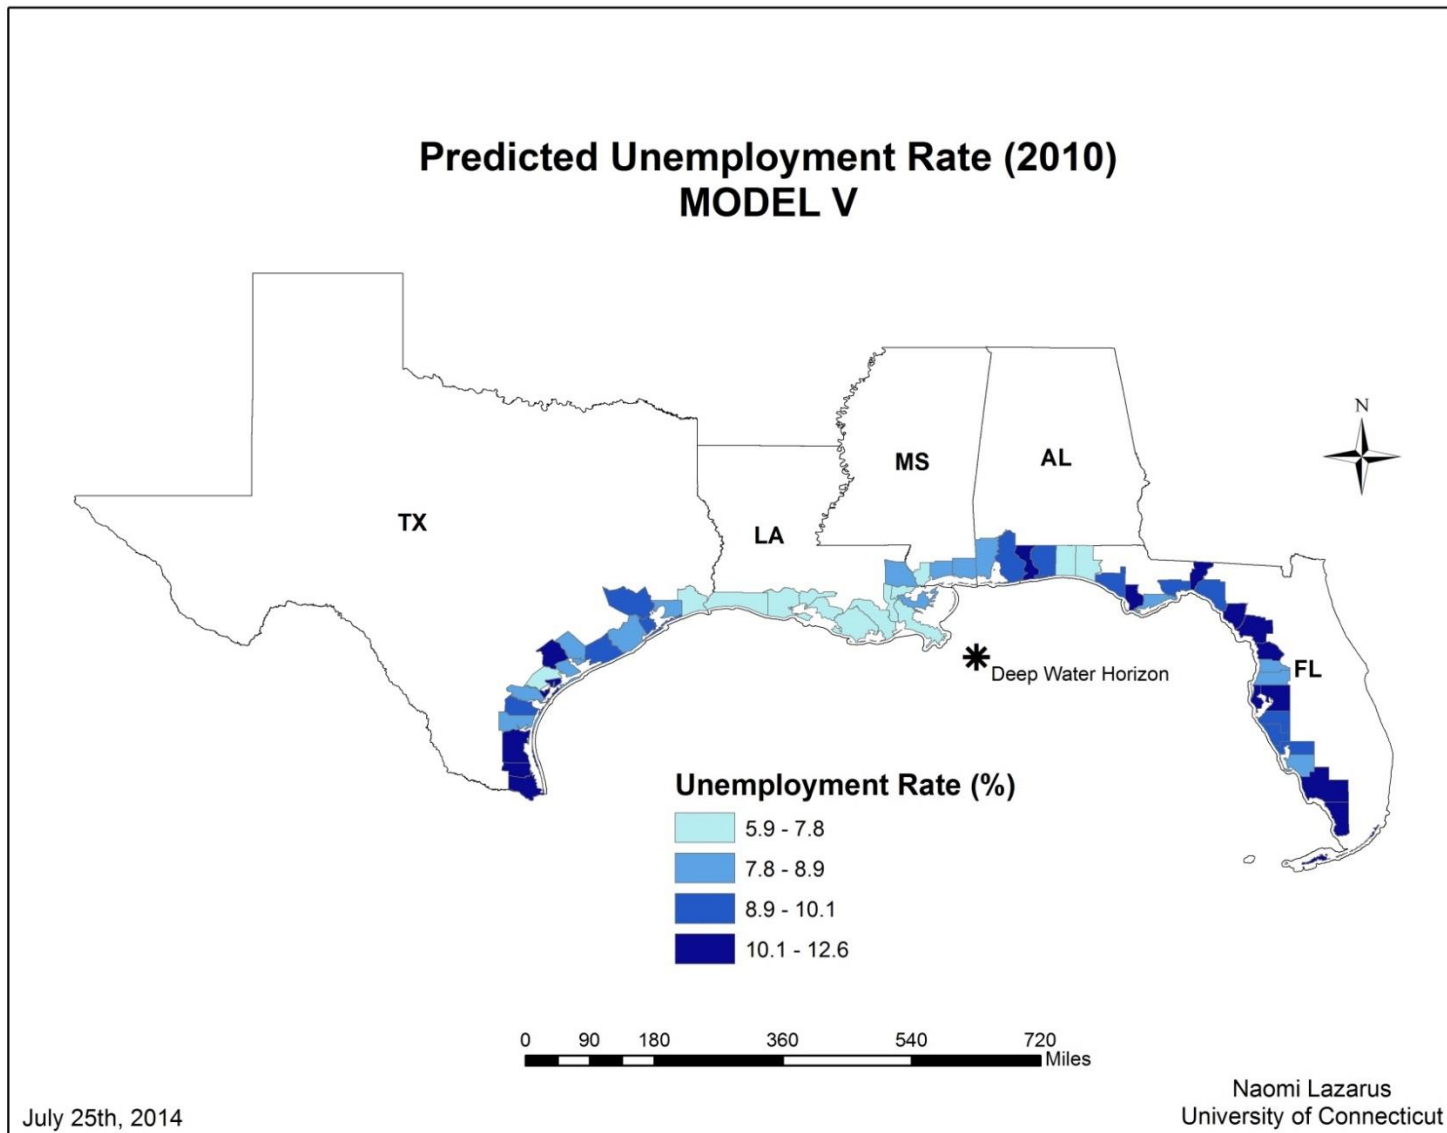 Predicted Unemployment Rate (2010)
MODEL V
N
MS
AL
TX
LA
FL
Deep Water Horizon
Unemployment Rate (%)
5.9 - 7.8
7.8 - 8.9
8.9 - 10.1
10.1 - 12.6
0 90 180 360 540 720
Miles
July 25th, 2014
Naomi Lazarus
University of Connecticut